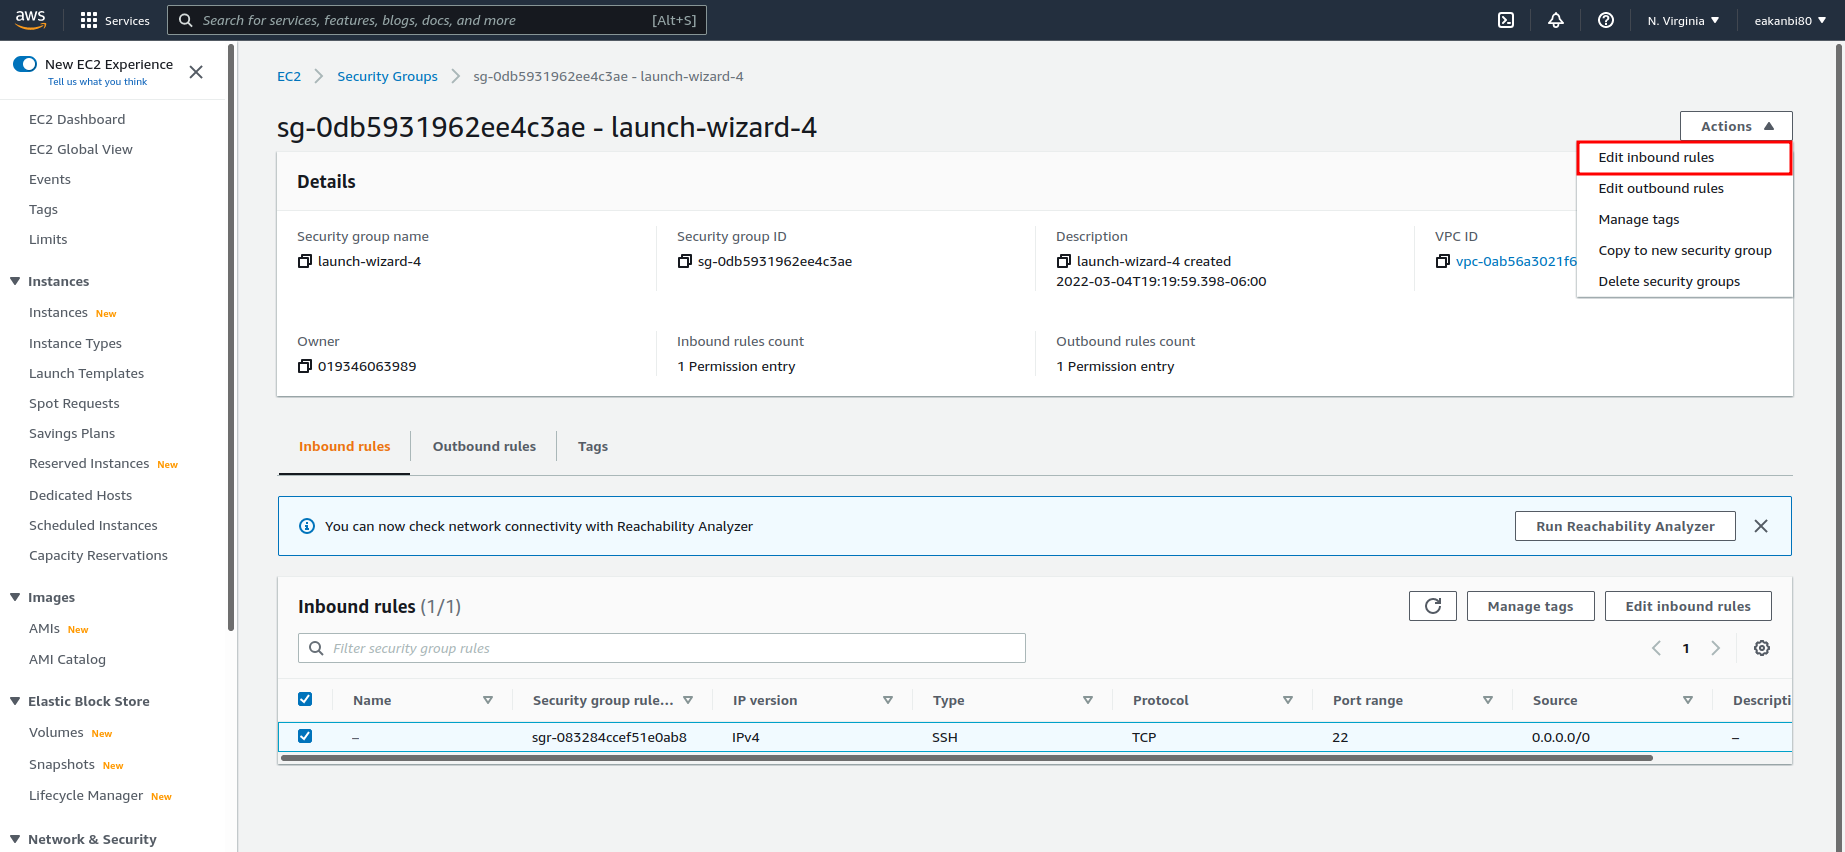 aws
Services
Search for services, features, blogs, docs, and more
[Alt+S]
N. Virginia
eakanbi80
New EC2 Experience
Tell us what you think
EC2 Dashboard
EC2 Global View
Events
Tags
Limits
Instances
Instances New
Instance Types
Launch Templates
Spot Requests
Savings Plans
Reserved Instances New
Dedicated Hosts
Scheduled Instances
Capacity Reservations
Images
AMIs New
AMI Catalog
Elastic Block Store
Volumes New
Snapshots New
Lifecycle Manager New
Network & Security
EC2 > Security Groups > sg-0db5931962ee4c3ae - launch-wizard-4
sg-0db5931962ee4c3ae - launch-wizard-4
Actions
Edit inbound rules
Edit outbound rules
Manage tags
Copy to new security group
Delete security groups
Details
Security group name
launch-wizard-4
Security group ID
sg-0db5931962ee4c3ae
Description
launch-wizard-4 created
2022-03-04T19:19:59.398-06:00
VPC ID
vpc-0ab56a3021f6
Owner
019346063989
Inbound rules count
1 Permission entry
Outbound rules count
1 Permission entry
Inbound rules
Outbound rules
Tags
You can now check network connectivity with Reachability Analyzer
Run Reachability Analyzer
Inbound rules (1/1)
Manage tags
Edit inbound rules
Filter security group rules
1
Name Security group rule... IP version Type Protocol Port range Source Descripti
– sgr-083284ccef51e0ab8 IPv4 SSH TCP 22 0.0.0.0/0 –